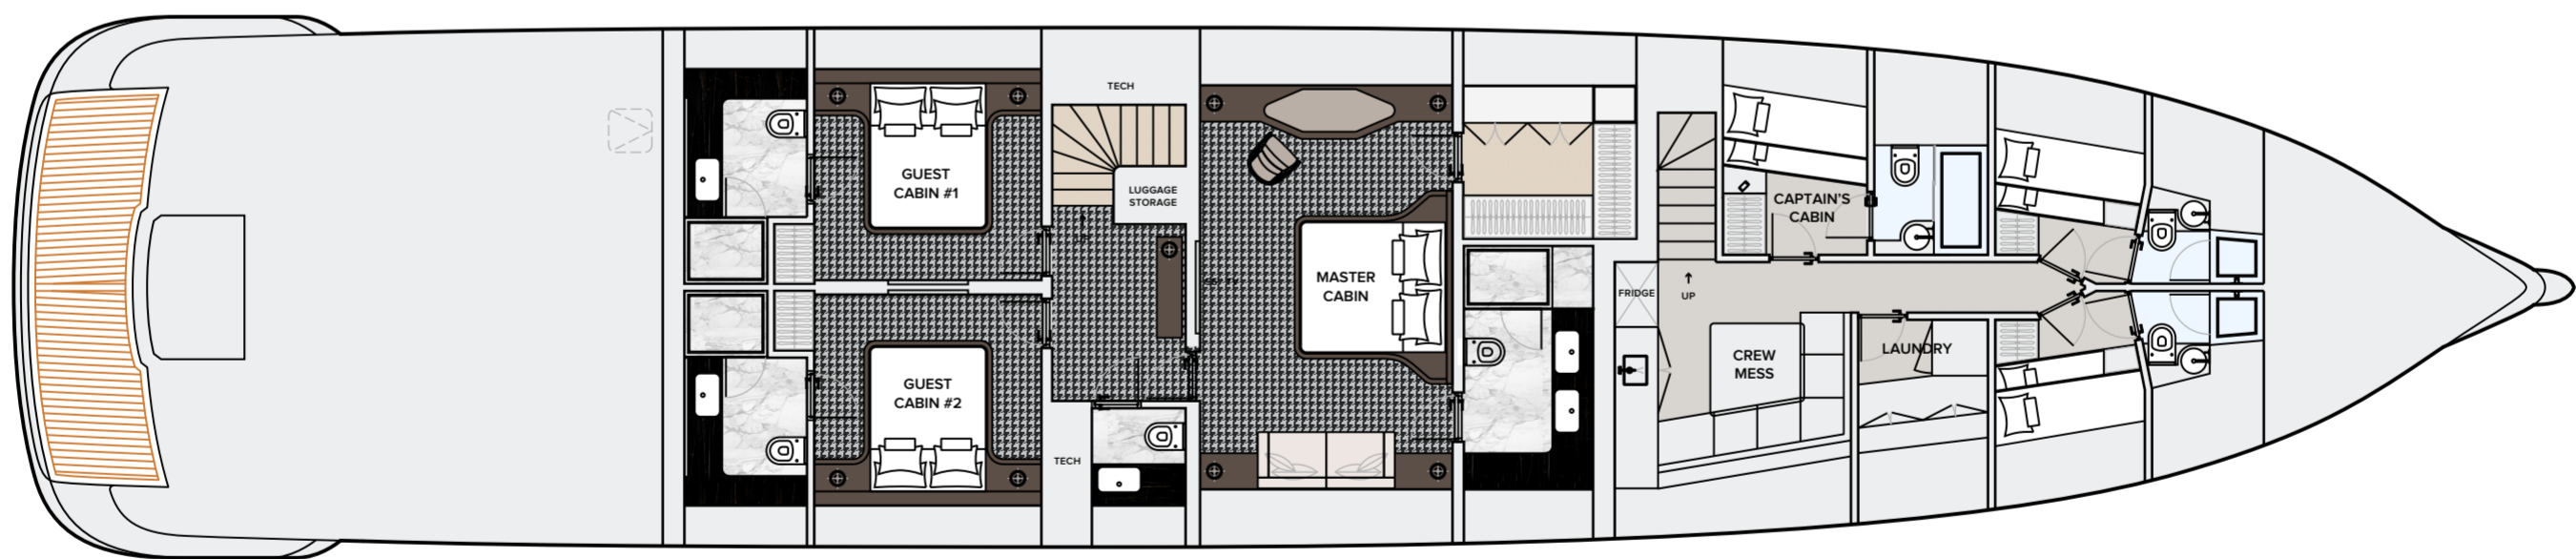 TECH
GUEST
CABIN #1
LUGGAGE
STORAGE
UP
CAPTAIN'S
CABIN
MASTER
CABIN
FRIDGE
UP
CREW
MESS
LAUNDRY
GUEST
CABIN #2
TECH